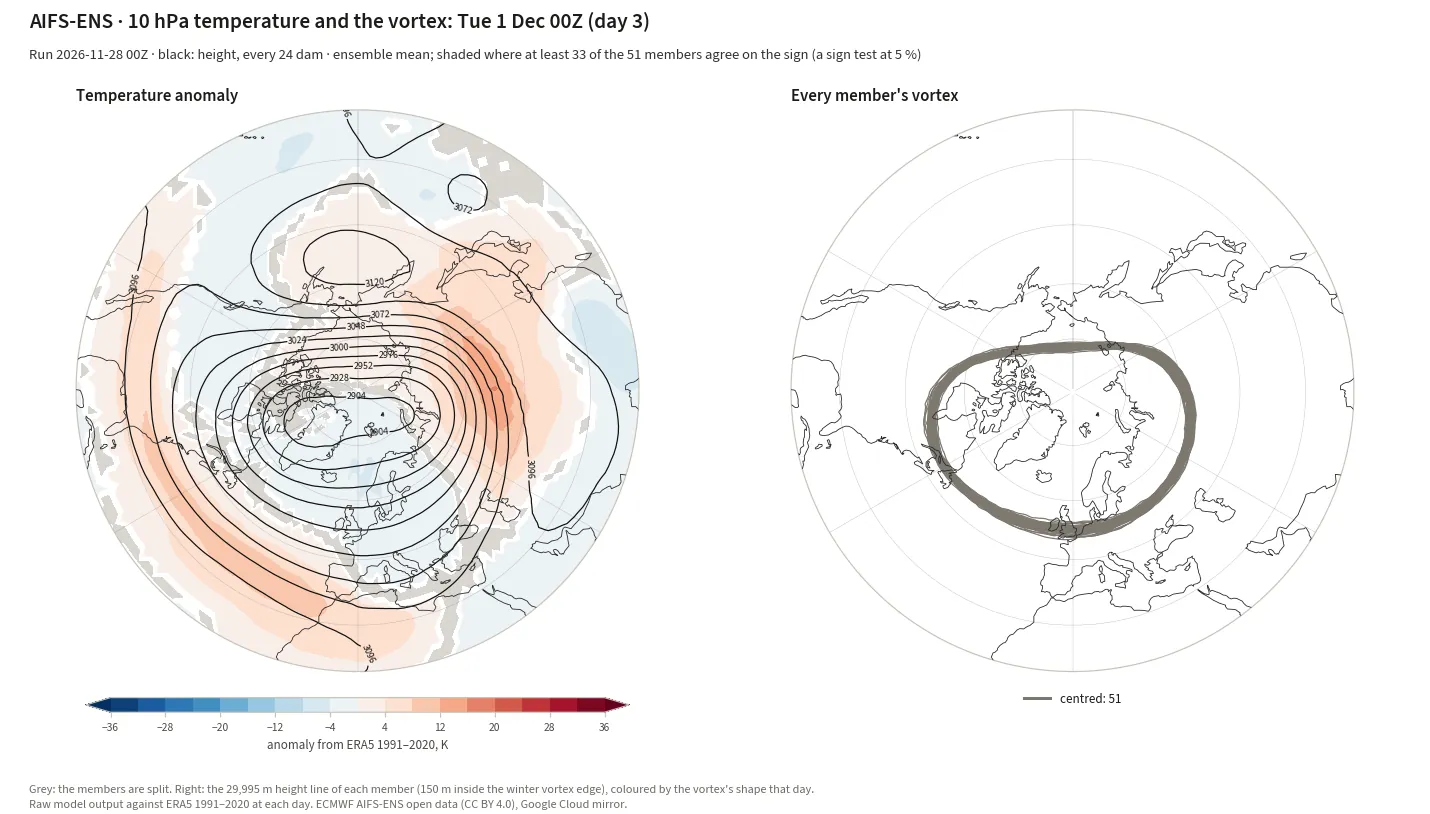 AIFS-ENS · 10 hPa temperature and the vortex: Tue 1 Dec 00Z (day 3)
Run 2026-11-28 00Z · black: height, every 24 dam · ensemble mean; shaded where at least 33 of the 51 members agree on the sign (a sign test at 5 %)
Temperature anomaly
Every member's vortex
3072
3096
3120
3072
3048
3024
3000
2976
2952
2928
2904
2904
3096
3096
centred: 51
−36 −28 −20 −12 −4 4 12 20 28 36
anomaly from ERA5 1991–2020, K
Grey: the members are split. Right: the 29,995 m height line of each member (150 m inside the winter vortex edge), coloured by the vortex's shape that day.
Raw model output against ERA5 1991–2020 at each day. ECMWF AIFS-ENS open data (CC BY 4.0), Google Cloud mirror.